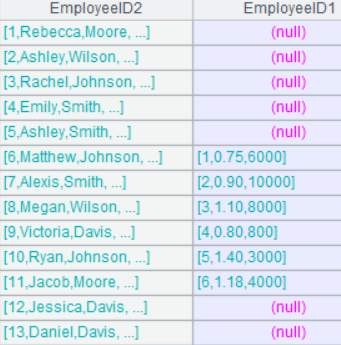 EmployeeID2 EmployeeID1
[1,Rebecca,Moore, ...] (null)
[2,Ashley,Wilson, ...] (null)
[3,Rachel,Johnson, ...] (null)
[4,Emily,Smith, ...] (null)
[5,Ashley,Smith, ...] (null)
[6,Matthew,Johnson, ...] [1,0.75,6000]
[7,Alexis,Smith, ...] [2,0.90,10000]
[8,Megan,Wilson, ...] [3,1.10,8000]
[9,Victoria,Davis, ...] [4,0.80,800]
[10,Ryan,Johnson, ...] [5,1.40,3000]
[11,Jacob,Moore, ...] [6,1.18,4000]
[12,Jessica,Davis, ...] (null)
[13,Daniel,Davis, ...] (null)